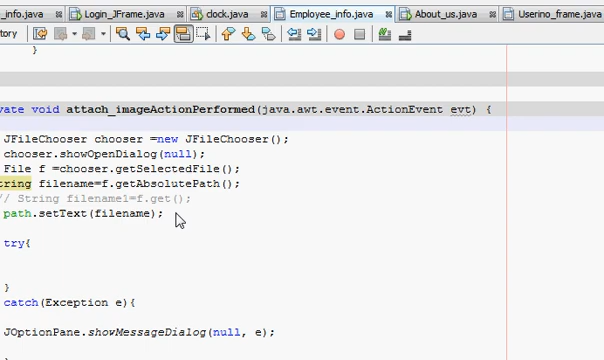 _info.java Login_JFrame.java clock.java Employee_info.java About_us.java Userino_frame.java
tory
}
vate void attach_imageActionPerformed(java.awt.event.ActionEvent evt) {
JFileChooser chooser =new JFileChooser();
chooser.showOpenDialog(null);
File f =chooser.getSelectedFile();
tring filename=f.getAbsolutePath();
// String filename1=f.get();
path.setText(filename);
try{
}
catch(Exception e){
JOptionPane.showMessageDialog(null, e);
}